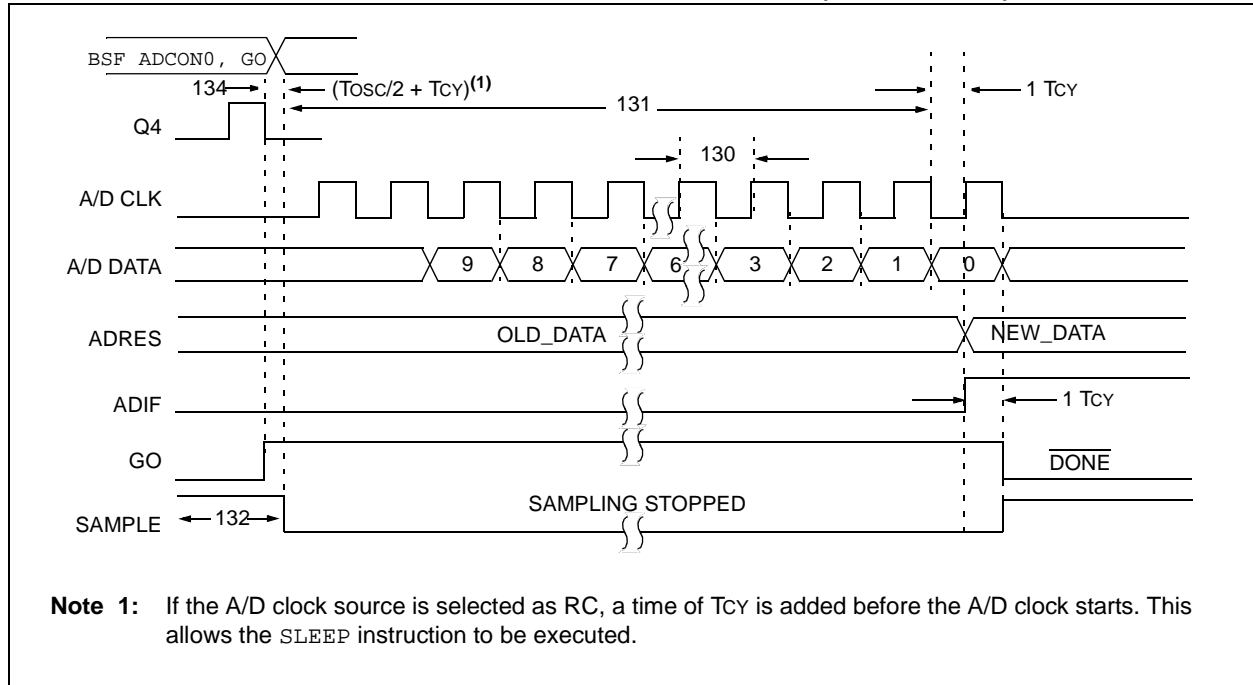 BSF ADCON0, GO
134 (TOSC/2 + TCY)(1) 1 TCY
131
Q4
130
A/D CLK
A/D DATA 9 8 7 6 3 2 1 0
ADRES OLD_DATA NEW_DATA
ADIF 1 TCY
GO DONE
SAMPLING STOPPED
SAMPLE 132
Note 1: If the A/D clock source is selected as RC, a time of TCY is added before the A/D clock starts. This
allows the SLEEP instruction to be executed.